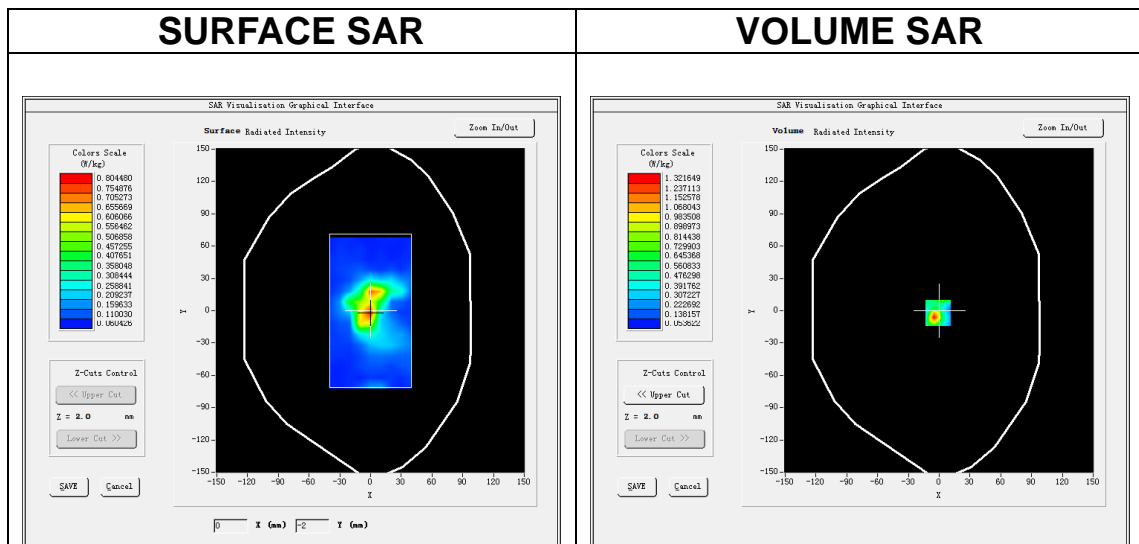 SURFACE SAR
VOLUME SAR
SAR Visualisation Graphical Interface
Surface Radiated Intensity
Zoom In/Out
Colors Scale
(W/kg)
0.804480
0.754876
0.705273
0.655669
0.606066
0.556462
0.506858
0.457255
0.407651
0.358048
0.308444
0.258841
0.209237
0.159633
0.110030
0.060426
150
120
90
60
30
0
-30
-60
-90
-120
-150
Y
-150 -120 -90 -60 -30 0 30 60 90 120 150
X
Z-Cuts Control
<< Upper Cut
Z = 2.0 mm
Lower Cut >>
SAVE Cancel
0 X (mm) -2 Y (mm)
SAR Visualisation Graphical Interface
Volume Radiated Intensity
Zoom In/Out
Colors Scale
(W/kg)
1.321649
1.237113
1.152578
1.068043
0.983508
0.898973
0.814438
0.729903
0.645368
0.560833
0.476298
0.391762
0.307227
0.222692
0.138157
0.053622
150
120
90
60
30
0
-30
-60
-90
-120
-150
Y
-150 -120 -90 -60 -30 0 30 60 90 120 150
X
Z-Cuts Control
<< Upper Cut
Z = 2.0 mm
Lower Cut >>
SAVE Cancel